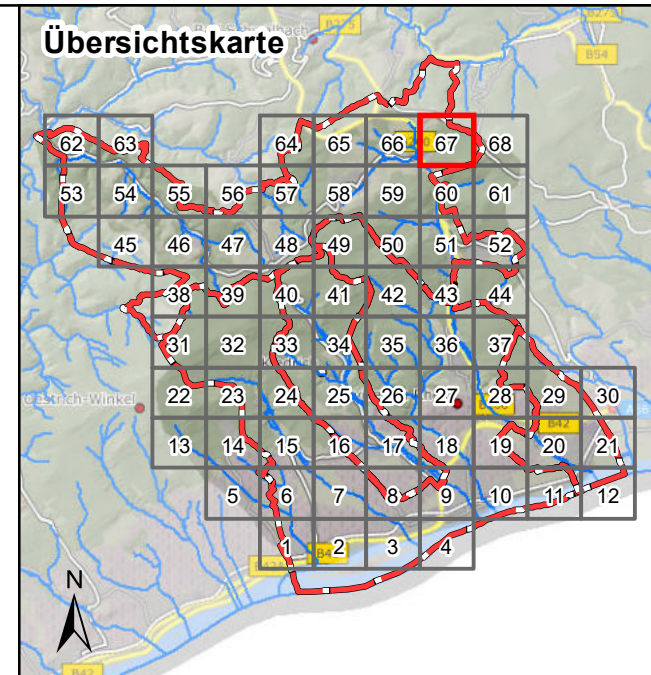 Übersichtskarte
B275
B54
62 63 64 65 66 67 68
53 54 55 56 57 58 59 60 61
45 46 47 48 49 50 51 52
38 39 40 41 42 43 44
31 32 33 34 35 36 37
Oestrich-Winkel
22 23 24 25 26 27 28 29 30
B42
13 14 15 16 17 18 19 20 21
5 6 7 8 9 10 11 12
1 2 3 4
N
B42